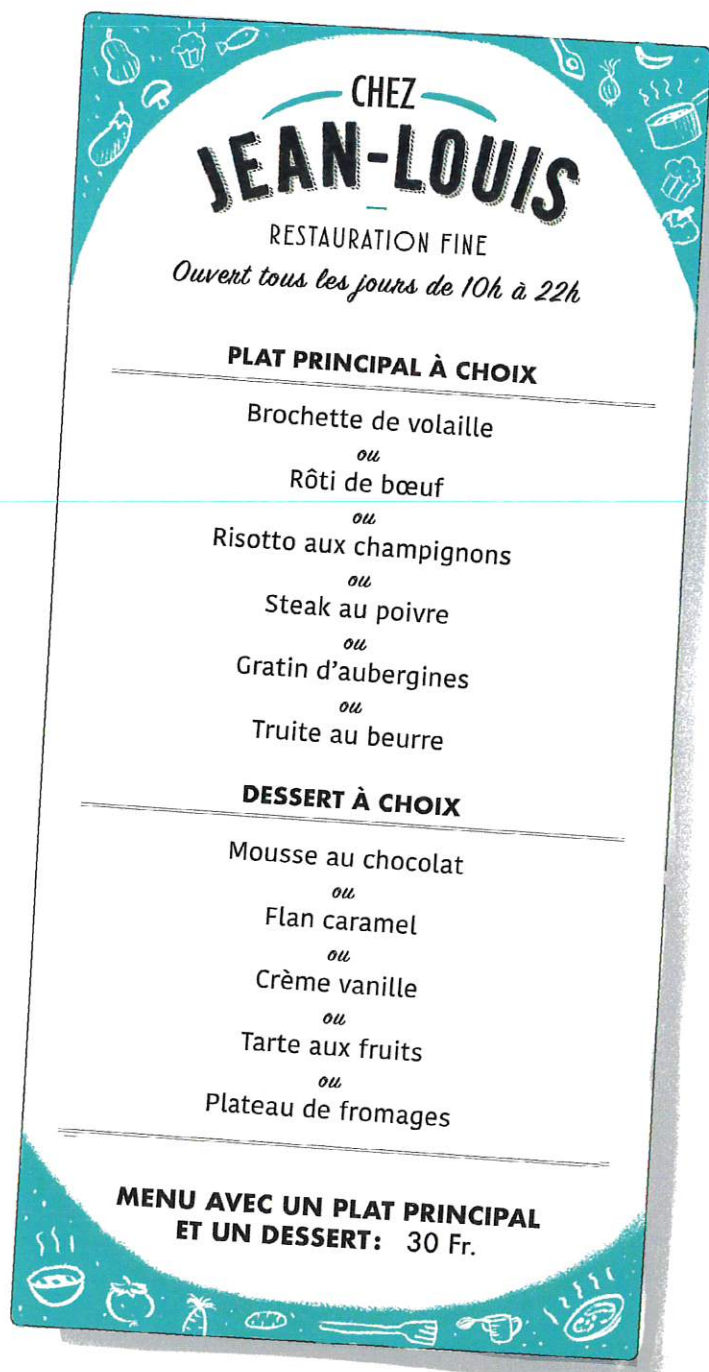 CHEZ
JEAN-LOUIS
RESTAURATION FINE
Ouvert tous les jours de 10h à 22h
PLAT PRINCIPAL À CHOIX
Brochette de volaille
ou
Rôti de bœuf
ou
Risotto aux champignons
ou
Steak au poivre
ou
Gratin d'aubergines
ou
Truite au beurre
DESSERT À CHOIX
Mousse au chocolat
ou
Flan caramel
ou
Crème vanille
ou
Tarte aux fruits
ou
Plateau de fromages
MENU AVEC UN PLAT PRINCIPAL
ET UN DESSERT: 30 Fr.